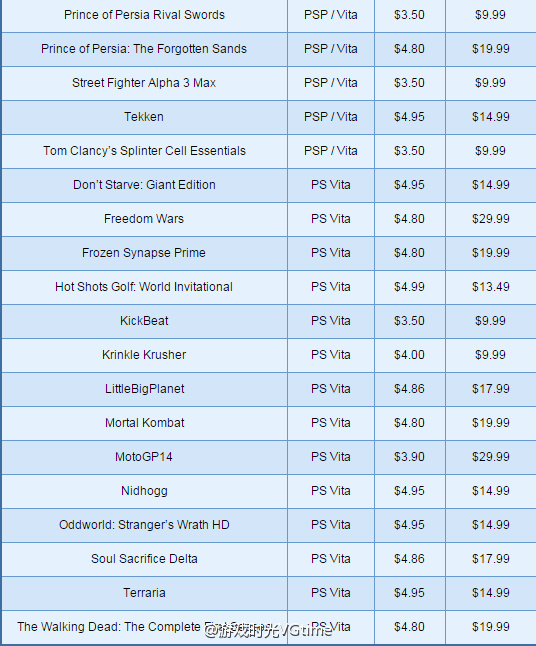 Prince of Persia Rival Swords PSP / Vita $3.50 $9.99
Prince of Persia: The Forgotten Sands PSP / Vita $4.80 $19.99
Street Fighter Alpha 3 Max PSP / Vita $3.50 $9.99
Tekken PSP / Vita $4.95 $14.99
Tom Clancy’s Splinter Cell Essentials PSP / Vita $3.50 $9.99
Don’t Starve: Giant Edition PS Vita $4.95 $14.99
Freedom Wars PS Vita $4.80 $29.99
Frozen Synapse Prime PS Vita $4.80 $19.99
Hot Shots Golf: World Invitational PS Vita $4.99 $13.49
KickBeat PS Vita $3.50 $9.99
Krinkle Krusher PS Vita $4.00 $9.99
LittleBigPlanet PS Vita $4.86 $17.99
Mortal Kombat PS Vita $4.80 $19.99
MotoGP14 PS Vita $3.90 $29.99
Nidhogg PS Vita $4.95 $14.99
Oddworld: Stranger’s Wrath HD PS Vita $4.95 $14.99
Soul Sacrifice Delta PS Vita $4.86 $17.99
Terraria PS Vita $4.95 $14.99
The Walking Dead: The Complete PS Vita $4.80 $19.99
@游戏时光VGtime